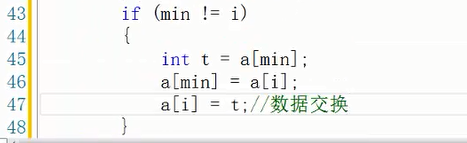 43 if (min != i)
44 {
45 int t = a[min];
46 a[min] = a[i];
47 a[i] = t;//数据交换
48 }